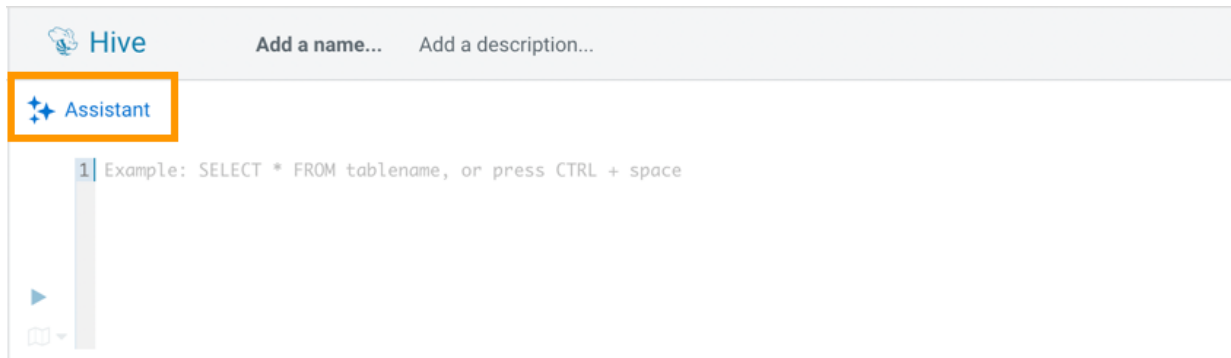 Hive Add a name... Add a description...
Assistant
1 Example: SELECT * FROM tablename, or press CTRL + space